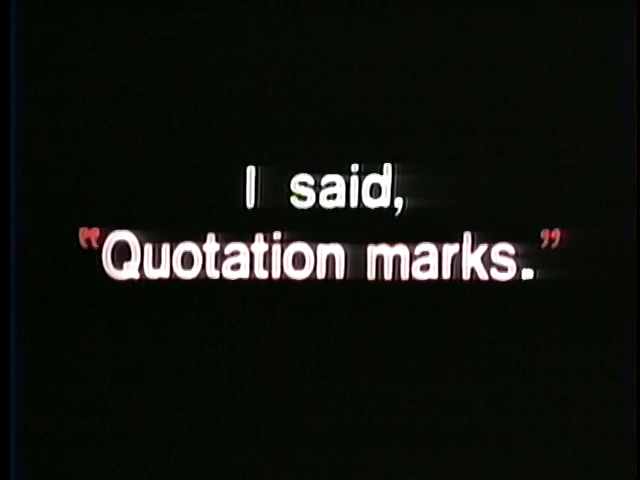 I said,
“Quotation marks.”